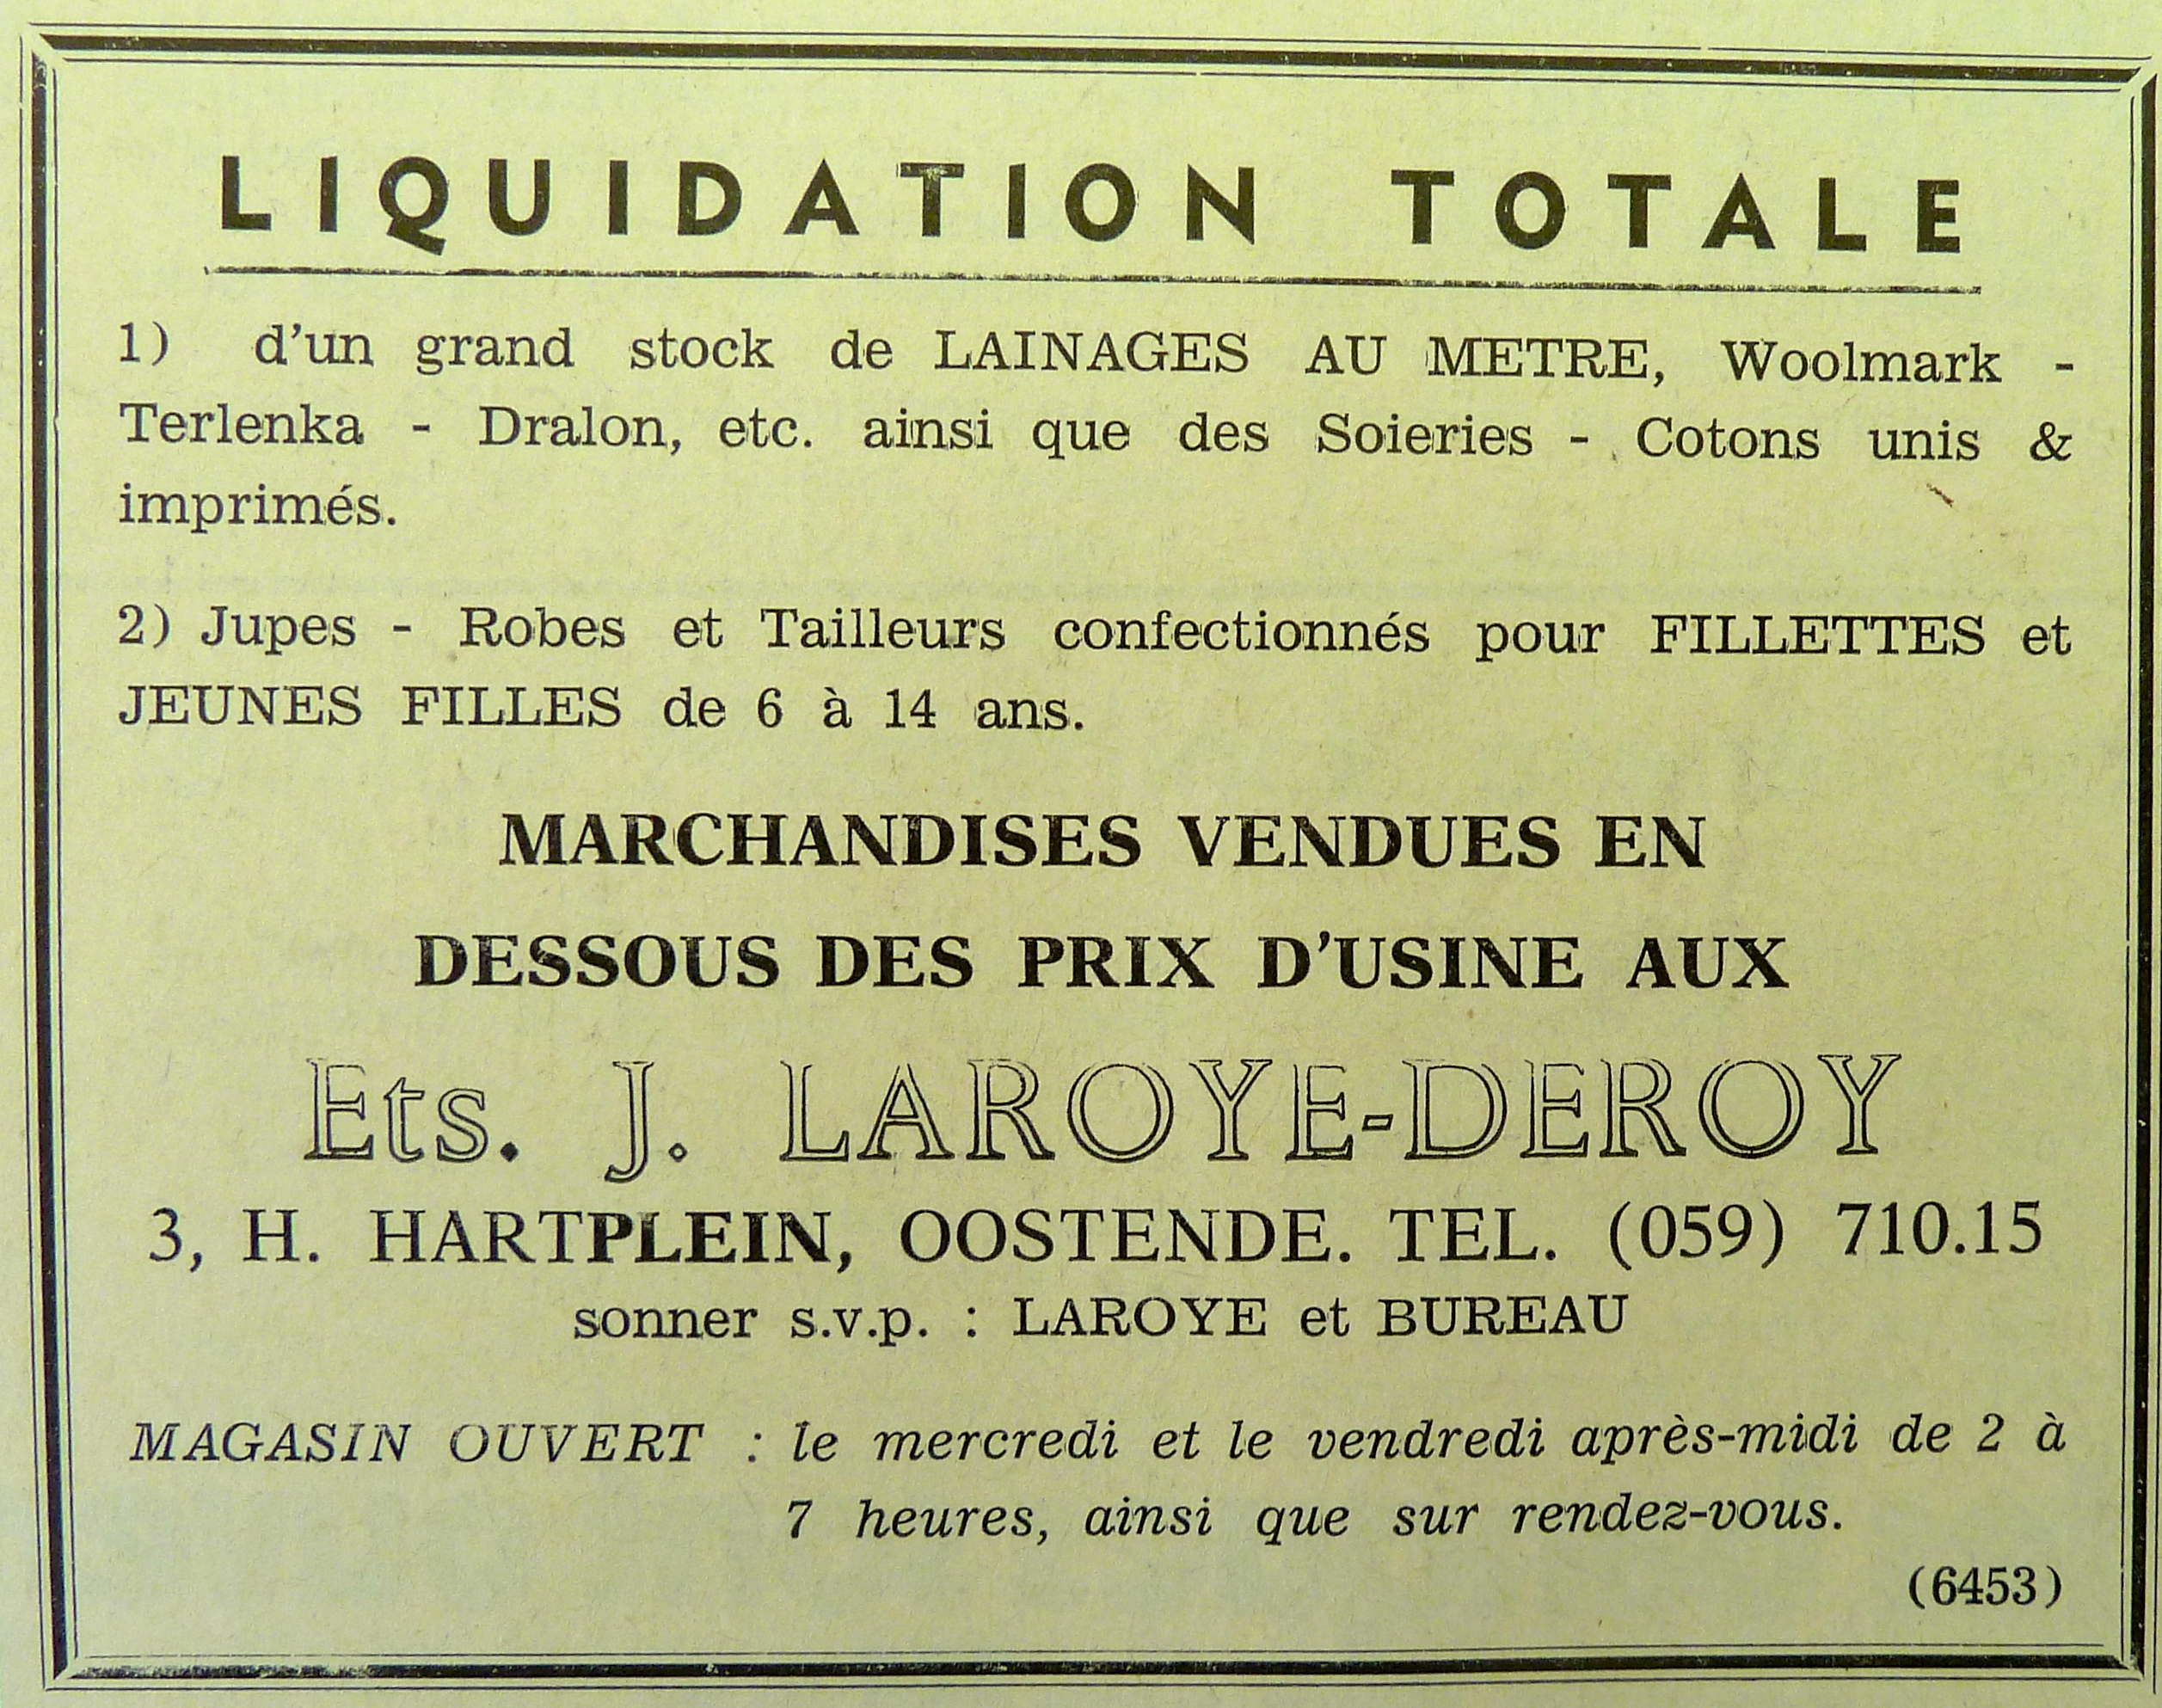 LIQUIDATION TOTALE
1) d'un grand stock de LAINAGES AU METRE, Woolmark -
Terlenka - Dralon, etc. ainsi que des Soieries - Cotons unis &
imprimés.
2) Jupes - Robes et Tailleurs confectionnés pour FILLETTES et
JEUNES FILLES de 6 à 14 ans.
MARCHANDISES VENDUES EN
DESSOUS DES PRIX D'USINE AUX
Ets. J. LAROYE-DEROY
3, H. HARTPLEIN, OOSTENDE. TEL. (059) 710.15
sonner s.v.p. : LAROYE et BUREAU
MAGASIN OUVERT : le mercredi et le vendredi après-midi de 2 à
7 heures, ainsi que sur rendez-vous.
(6453)